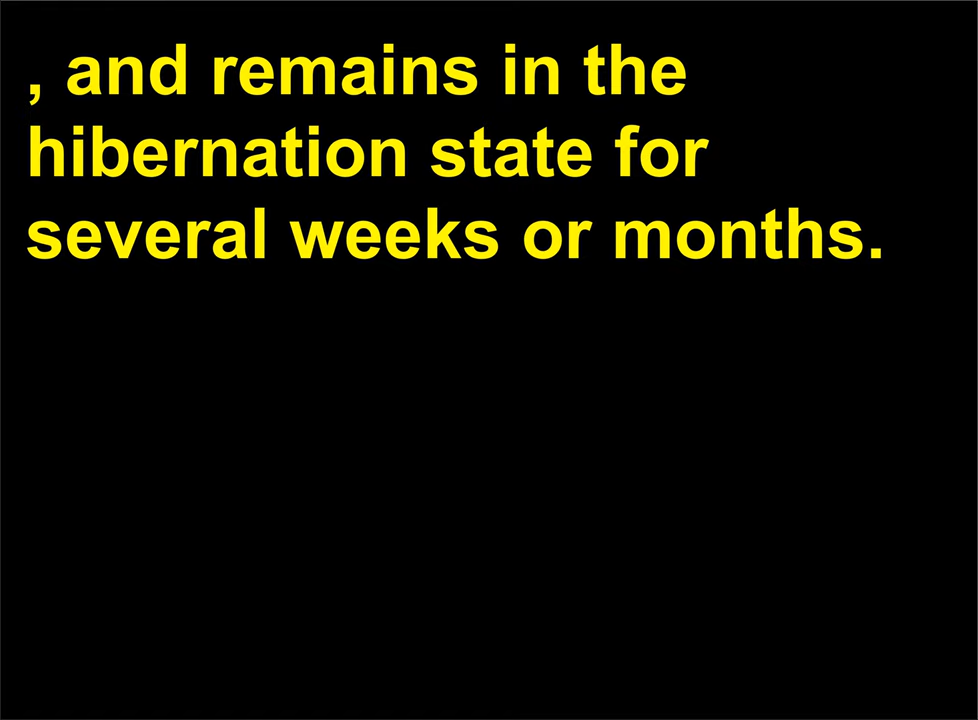 , and remains in the
hibernation state for
several weeks or months.